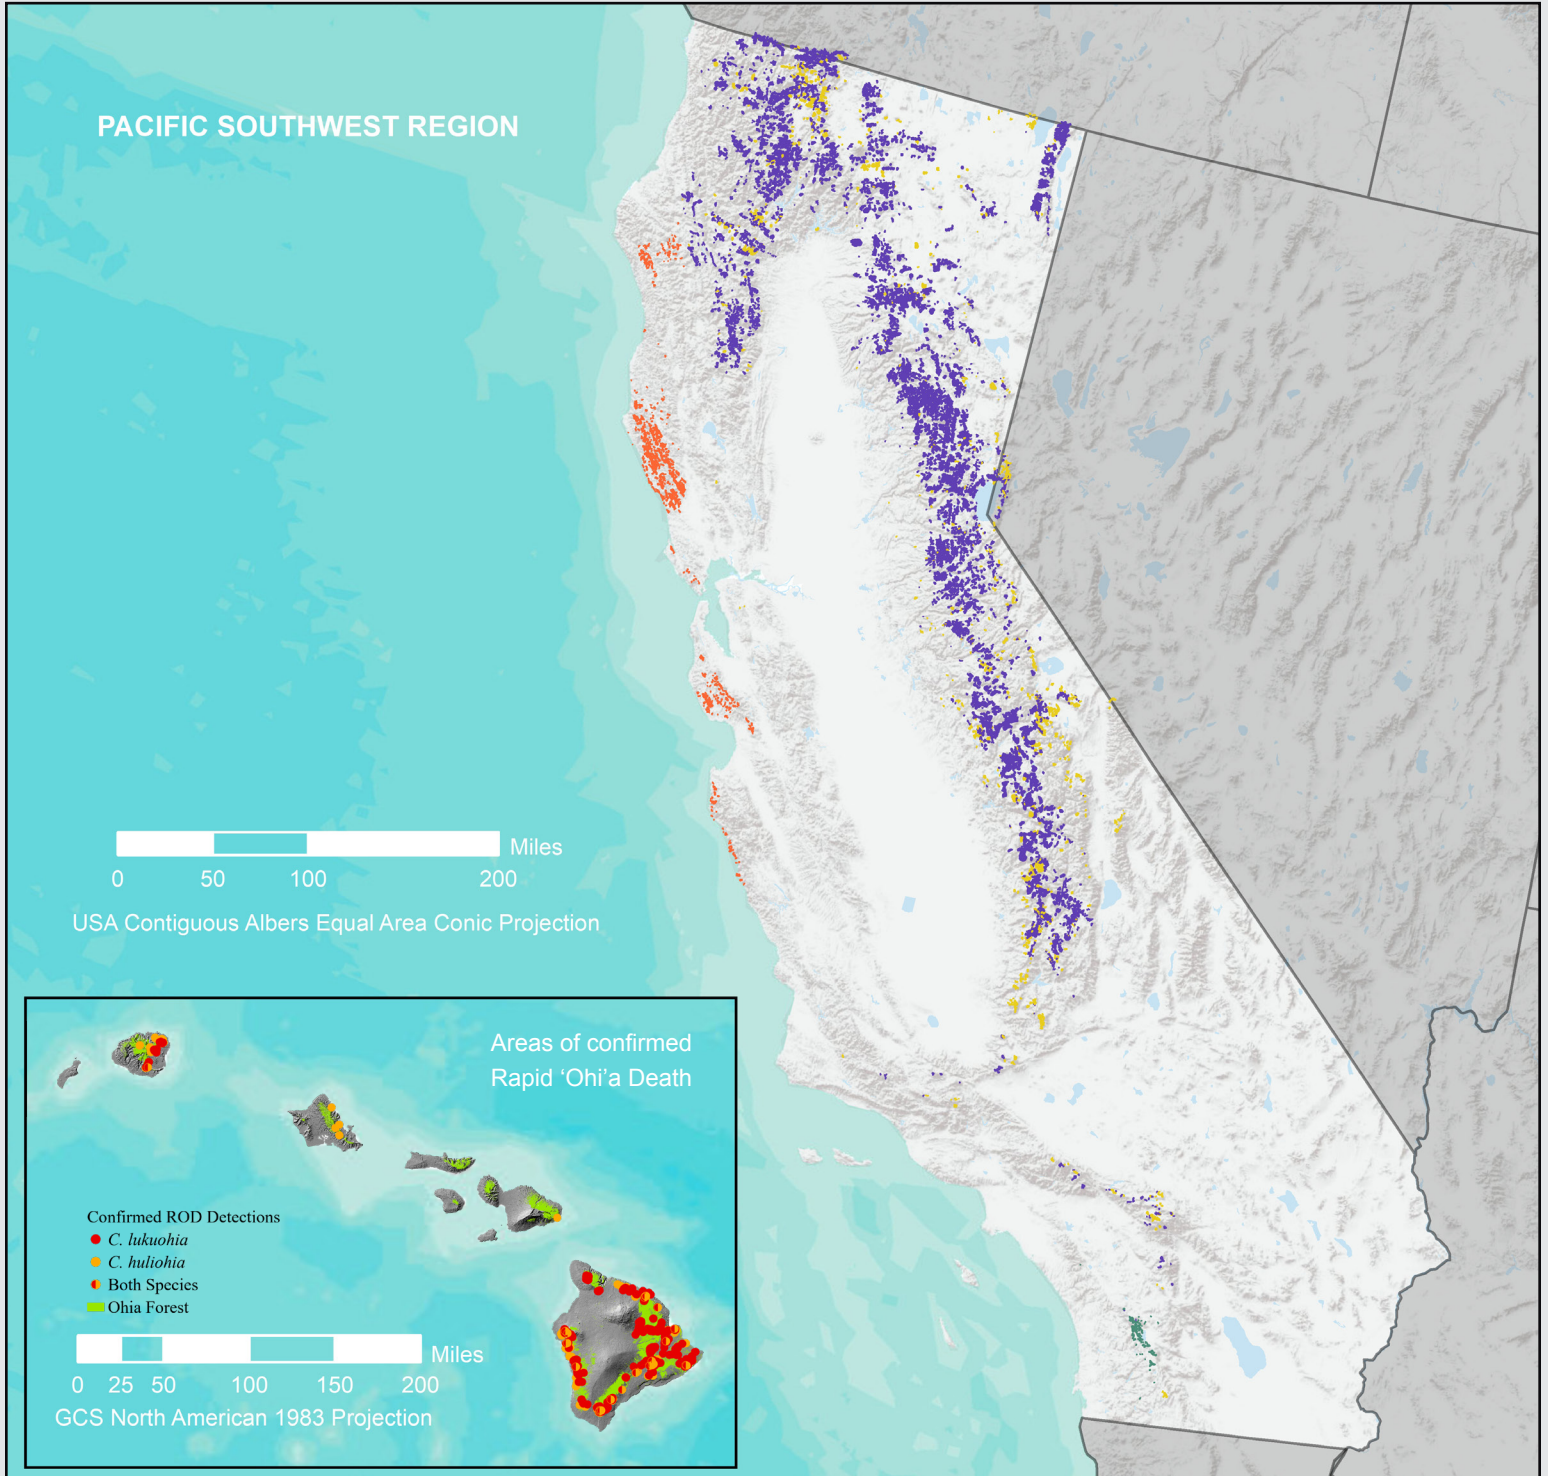 PACIFIC SOUTHWEST REGION
Miles
0 50 100 200
USA Contiguous Albers Equal Area Conic Projection
Areas of confirmed
Rapid ‘Ohi’a Death
Confirmed ROD Detections
C. lukuohia
C. huliohia
Both Species
Ohia Forest
Miles
0 25 50 100 150 200
GCS North American 1983 Projection